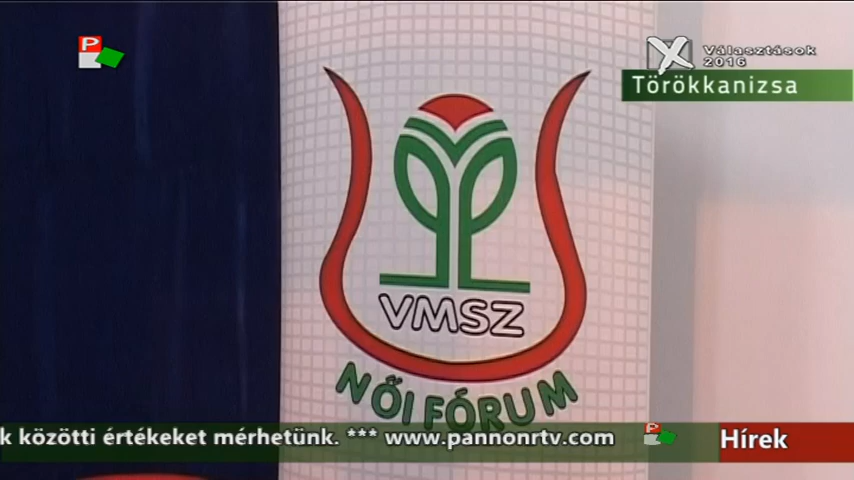 P
Választások
2016
Törökkanizsa
VMSZ
NŐI FÓRUM
k közötti értékeket mérhetünk. *** www.pannonrtv.com
P
Hírek